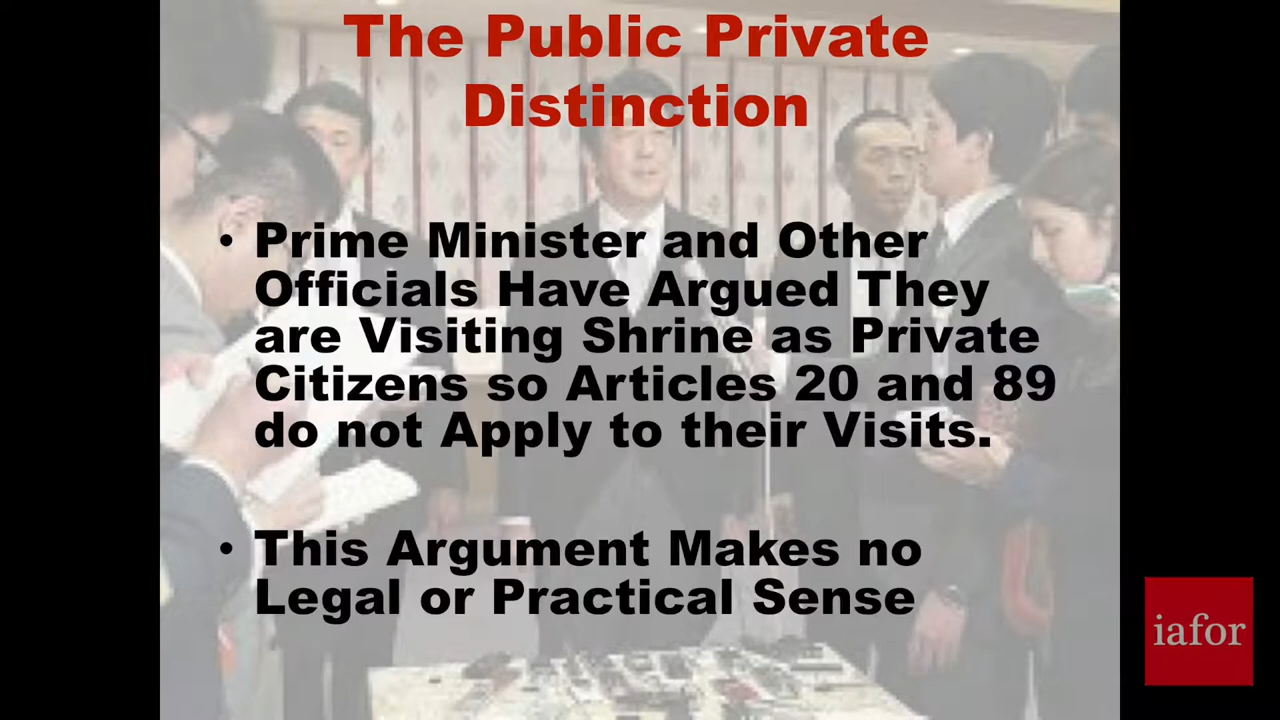 The Public Private
Distinction
• Prime Minister and Other
Officials Have Argued They
are Visiting Shrine as Private
Citizens so Articles 20 and 89
do not Apply to their Visits.
• This Argument Makes no
Legal or Practical Sense
iafor